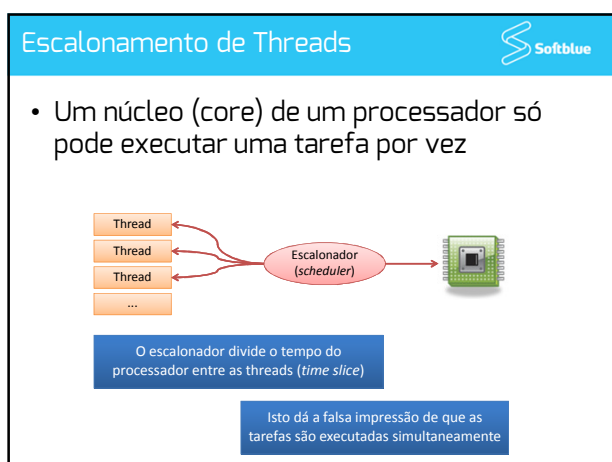 Escalonamento de Threads
Softblue
• Um núcleo (core) de um processador só
pode executar uma tarefa por vez
Thread
Thread
Thread
...
Escalonador
(scheduler)
O escalonador divide o tempo do
processador entre as threads (time slice)
Isto dá a falsa impressão de que as
tarefas são executadas simultaneamente